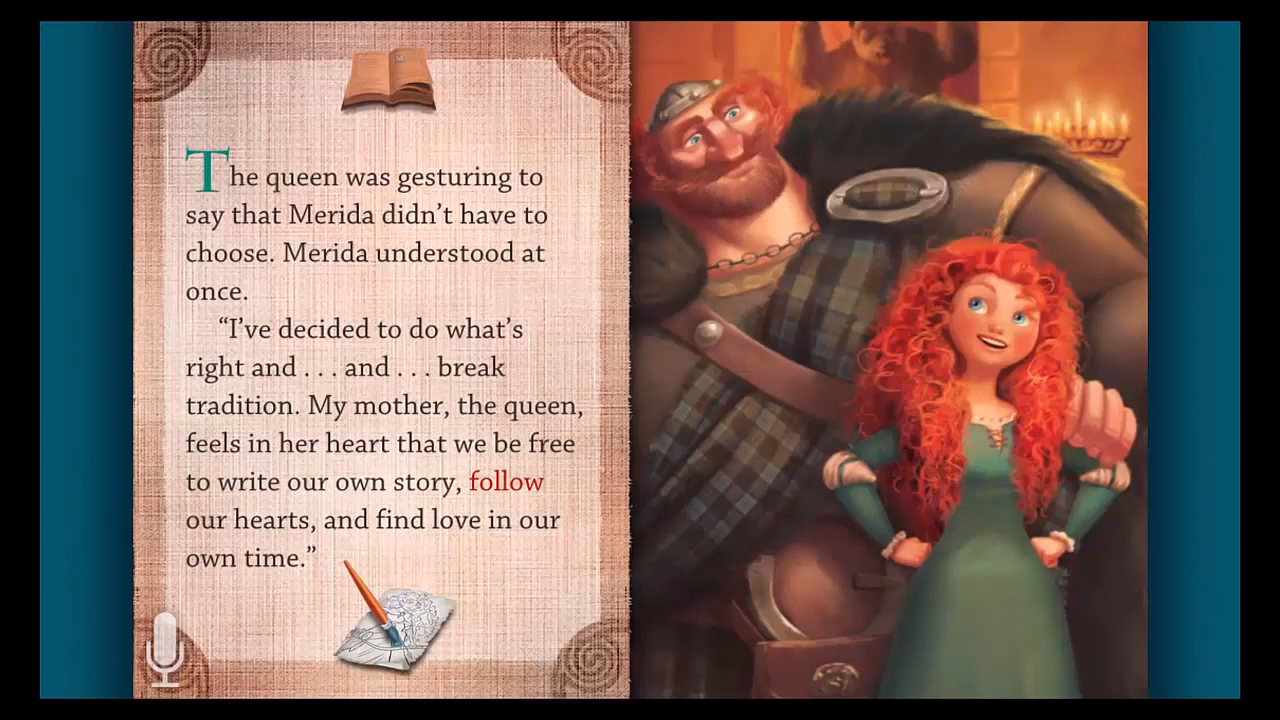 The queen was gesturing to
say that Merida didn’t have to
choose. Merida understood at
once.
“I’ve decided to do what’s
right and . . . and . . . break
tradition. My mother, the queen,
feels in her heart that we be free
to write our own story, follow
our hearts, and find love in our
own time.”